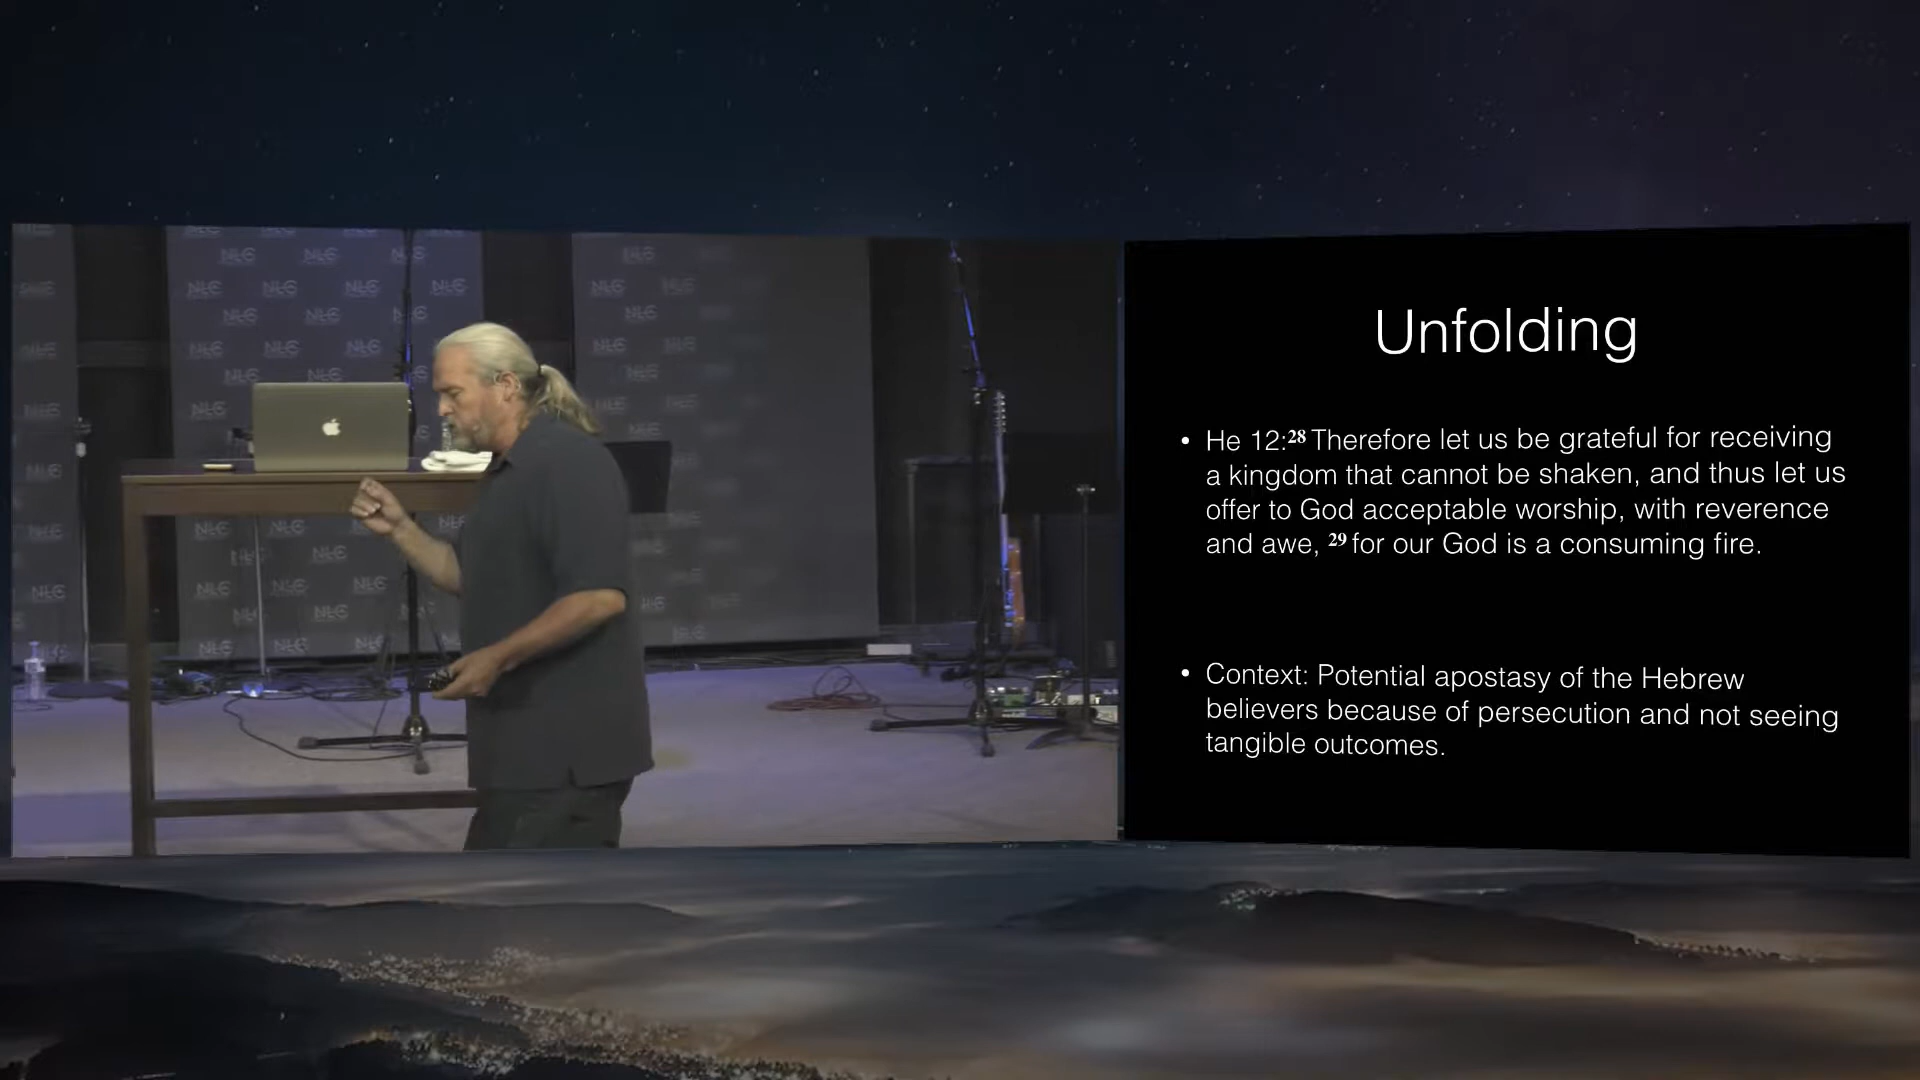 NLC
Unfolding
• He 12:28 Therefore let us be grateful for receiving
a kingdom that cannot be shaken, and thus let us
offer to God acceptable worship, with reverence
and awe, 29 for our God is a consuming fire.
• Context: Potential apostasy of the Hebrew
believers because of persecution and not seeing
tangible outcomes.